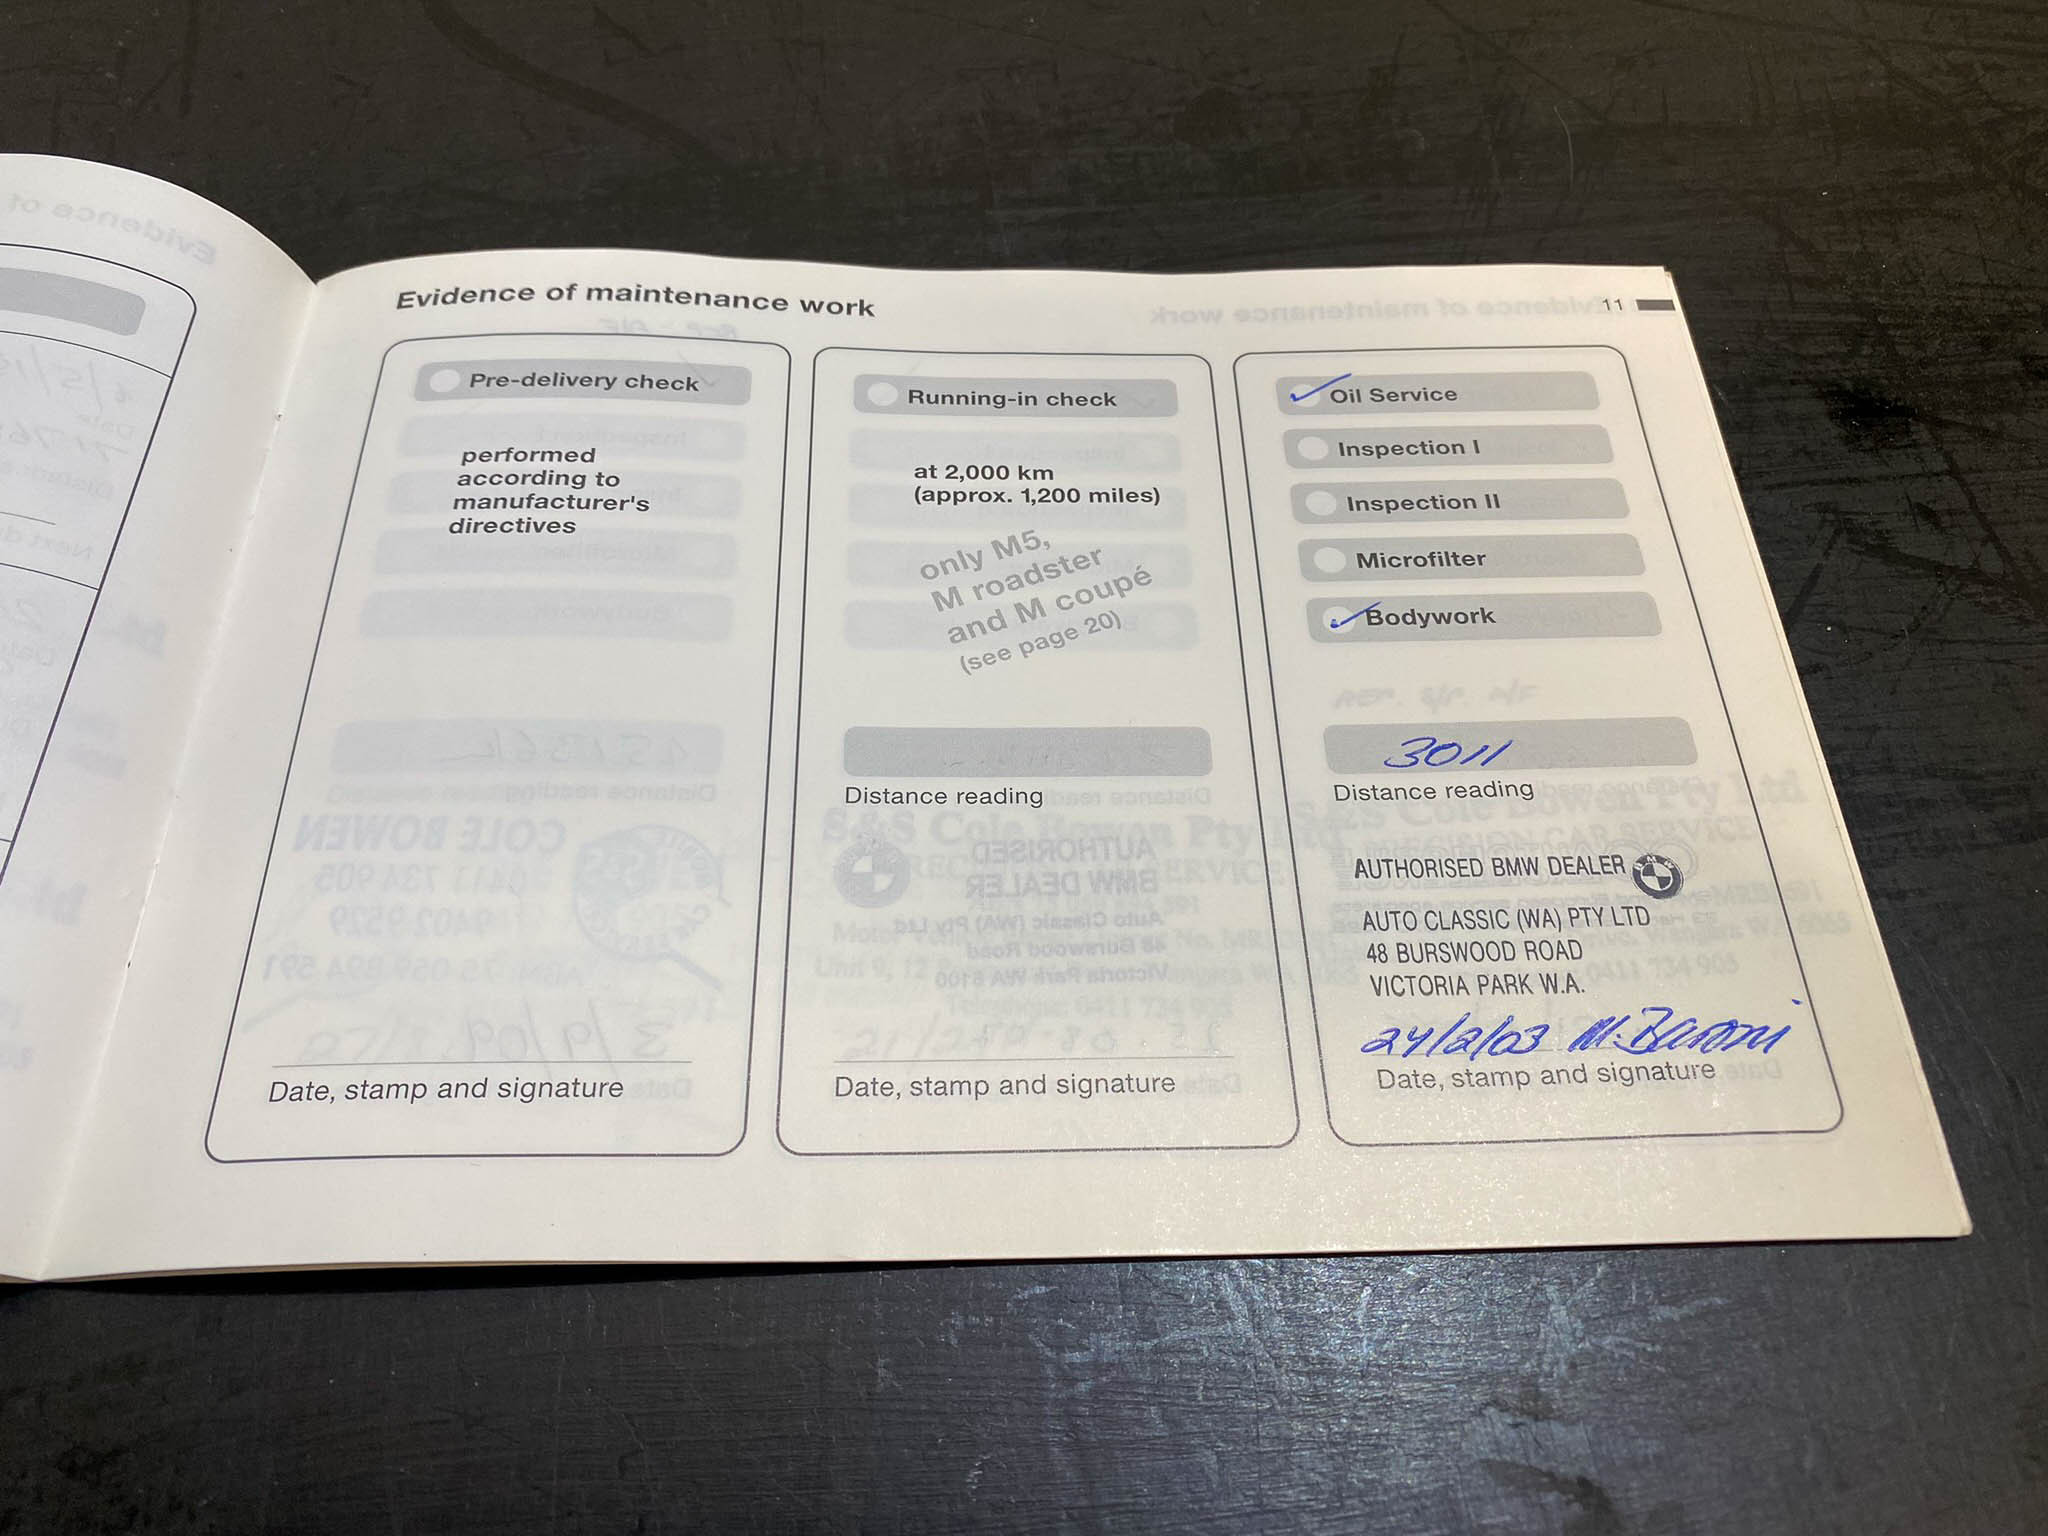 Evidence of maintenance work
11
Pre-delivery check
performed
according to
manufacturer's
directives
Date, stamp and signature
Running-in check
at 2,000 km
(approx. 1,200 miles)
only M5,
M roadster
and M coupé
(see page 20)
Distance reading
Date, stamp and signature
Oil Service
Inspection I
Inspection II
Microfilter
Bodywork
3011
Distance reading
AUTHORISED BMW DEALER
AUTO CLASSIC (WA) PTY LTD
48 BURSWOOD ROAD
VICTORIA PARK W.A.
24/2/03
Date, stamp and signature